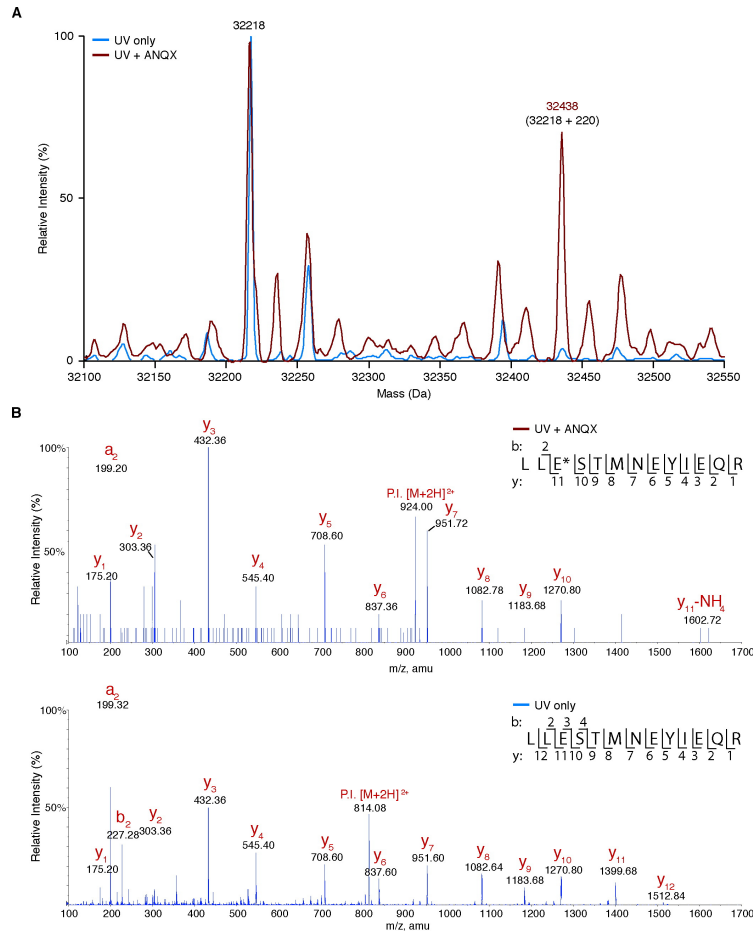 A
UV only
UV + ANQX
32218
32438
(32218 + 220)
100
50
0
Relative Intensity (%)
32100 32150 32200 32250 32300 32350 32400 32450 32500 32550
Mass (Da)
B
UV + ANQX
b: 2
L L E* S T M N E Y I E Q R
y: 11 10 9 8 7 6 5 4 3 2 1
a2
199.20
y3
432.36
y2
303.36
y1
175.20
y4
545.40
y5
708.60
y6
837.36
P.I. [M+2H]2+
924.00
y7
951.72
y8
1082.78
y9
1183.68
y10
1270.80
y11-NH4
1602.72
100%
50%
Relative Intensity (%)
100 200 300 400 500 600 700 800 900 1000 1100 1200 1300 1400 1500 1600 1700
m/z, amu
UV only
b: 2 3 4
L L E S T M N E Y I E Q R
y: 12 11 10 9 8 7 6 5 4 3 2 1
a2
199.32
b2
227.28
y2
303.36
y1
175.20
y3
432.36
y4
545.40
y5
708.60
P.I. [M+2H]2+
814.08
y6
837.60
y7
951.60
y8
1082.64
y9
1183.68
y10
1270.80
y11
1399.68
y12
1512.84
100%
50%
Relative Intensity (%)
100 200 300 400 500 600 700 800 900 1000 1100 1200 1300 1400 1500 1600 1700
m/z, amu